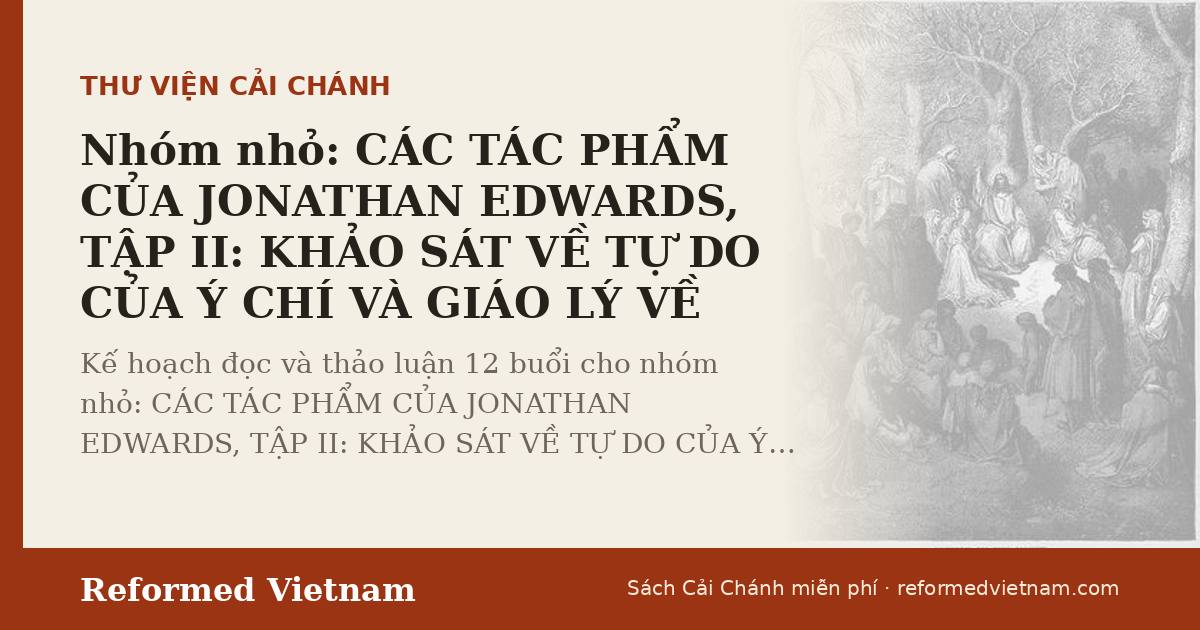 THƯ VIỆN CẢI CHÁNH
Nhóm nhỏ: CÁC TÁC PHẨM
CỦA JONATHAN EDWARDS,
TẬP II: KHẢO SÁT VỀ TỰ DO
CỦA Ý CHÍ VÀ GIÁO LÝ VỀ
Kế hoạch đọc và thảo luận 12 buổi cho nhóm
nhỏ: CÁC TÁC PHẨM CỦA JONATHAN
EDWARDS, TẬP II: KHẢO SÁT VỀ TỰ DO CỦA Ý...
Reformed Vietnam
Sách Cải Chánh miễn phí · reformedvietnam.com